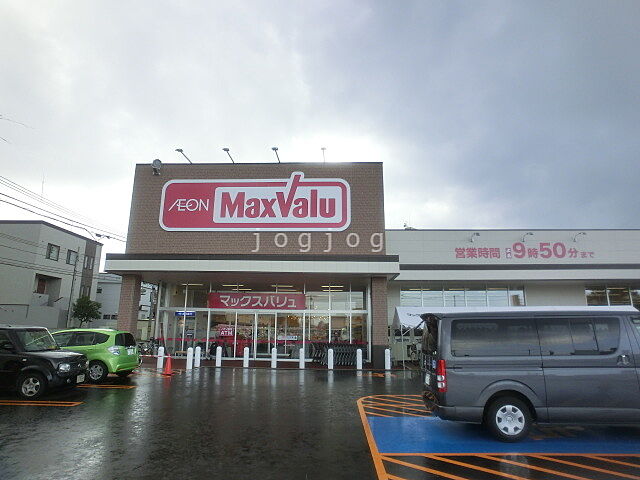 ÆON MaxValu
jogjog
営業時間 9時50分まで
マックスバリュ
ATM